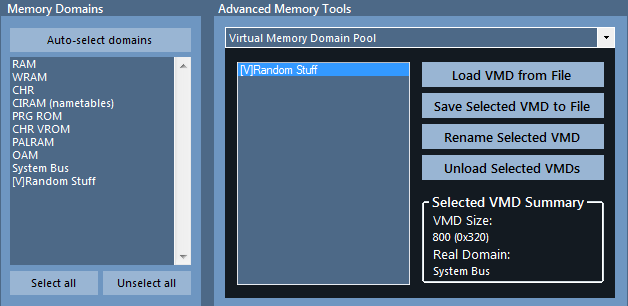 Memory Domains
Auto-select domains
RAM
WRAM
CHR
CIRAM (nametables)
PRG ROM
CHR VROM
PALRAM
OAM
System Bus
[V]Random Stuff
Select all
Unselect all
Advanced Memory Tools
Virtual Memory Domain Pool
[V]Random Stuff
Load VMD from File
Save Selected VMD to File
Rename Selected VMD
Unload Selected VMDs
Selected VMD Summary
VMD Size:
800 (0x320)
Real Domain:
System Bus